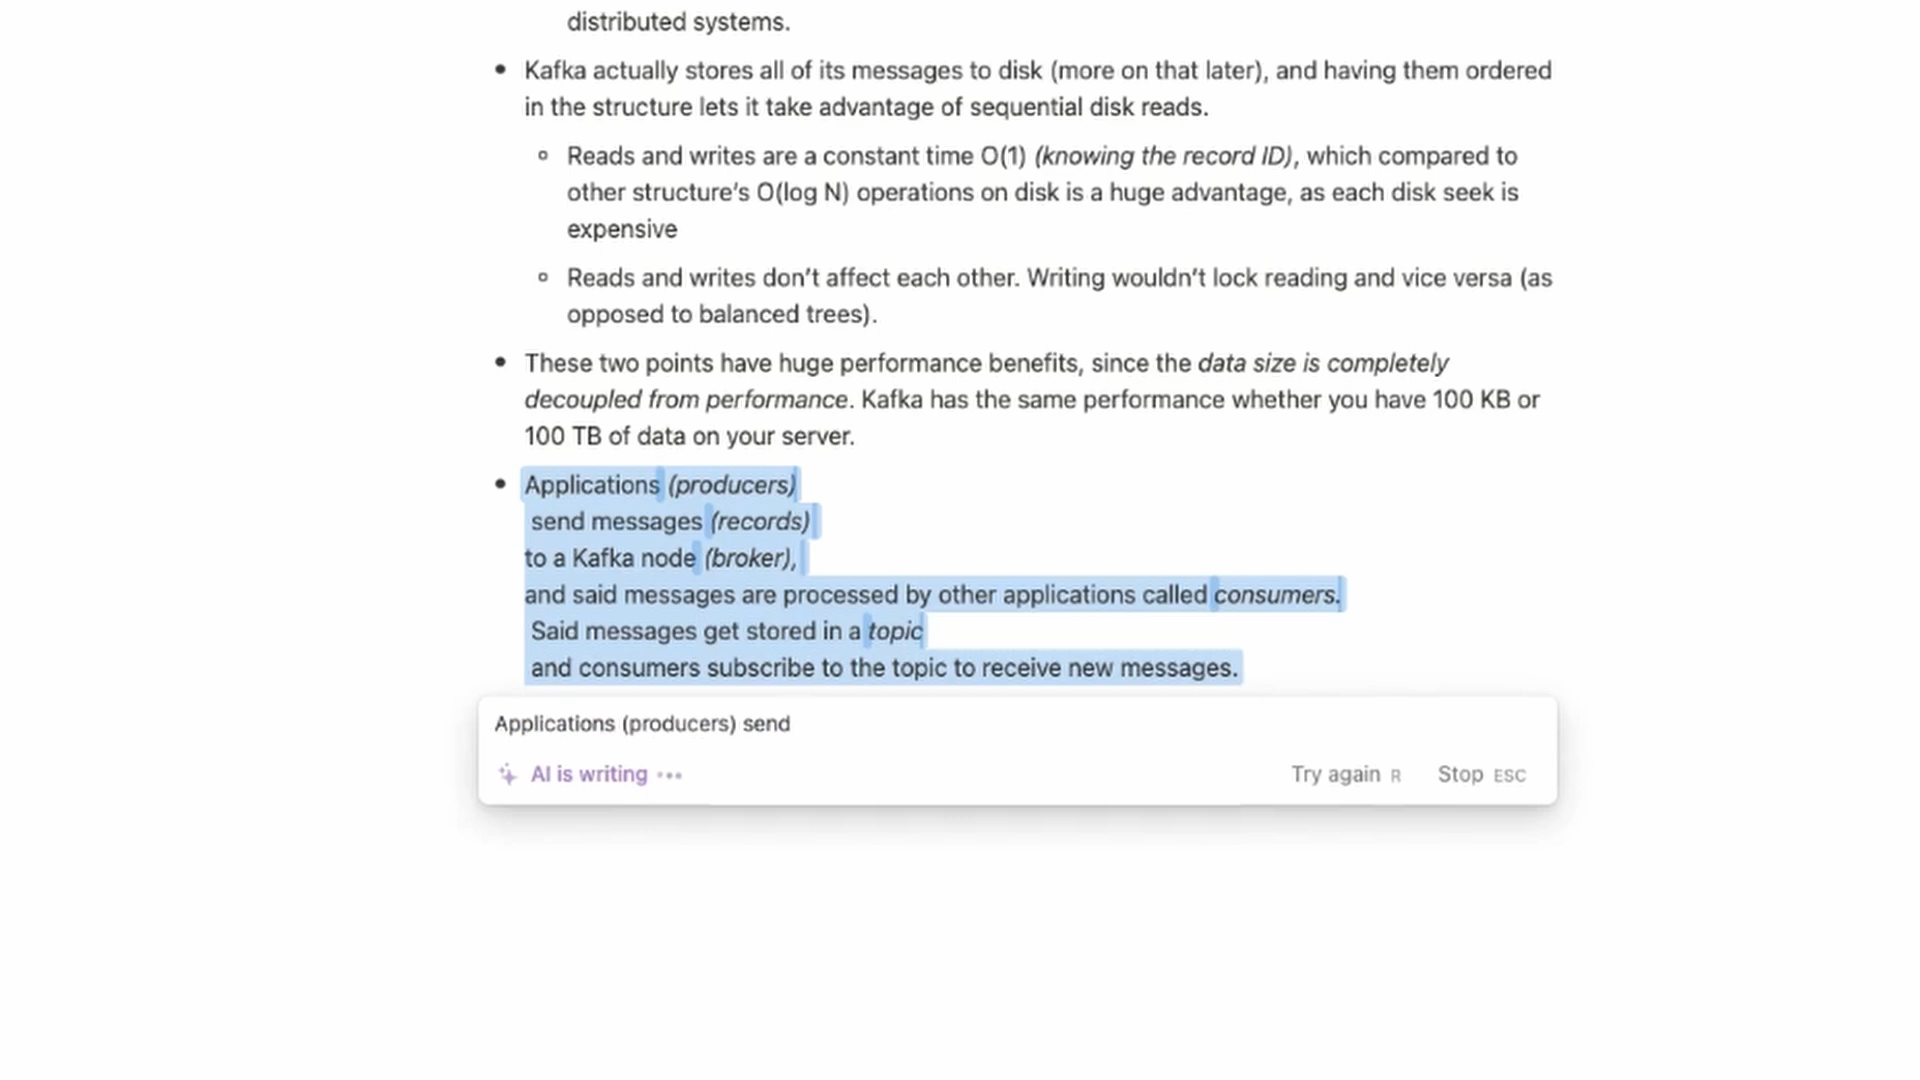 distributed systems.
Kafka actually stores all of its messages to disk (more on that later), and having them ordered
in the structure lets it take advantage of sequential disk reads.
Reads and writes are a constant time O(1) (knowing the record ID), which compared to
other structure’s O(log N) operations on disk is a huge advantage, as each disk seek is
expensive
Reads and writes don’t affect each other. Writing wouldn’t lock reading and vice versa (as
opposed to balanced trees).
These two points have huge performance benefits, since the data size is completely
decoupled from performance. Kafka has the same performance whether you have 100 KB or
100 TB of data on your server.
Applications (producers)
send messages (records)
to a Kafka node (broker),
and said messages are processed by other applications called consumers.
Said messages get stored in a topic
and consumers subscribe to the topic to receive new messages.
Applications (producers) send
AI is writing ••• Try again R Stop ESC